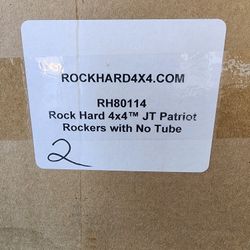 ROCKHARD4X4.COM
RH80114
Rock Hard 4x4™ JT Patriot
Rockers with No Tube
2